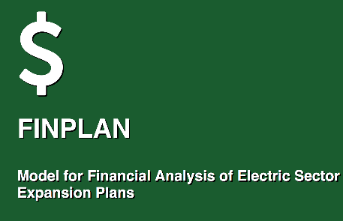 $
FINPLAN
Model for Financial Analysis of Electric Sector
Expansion Plans